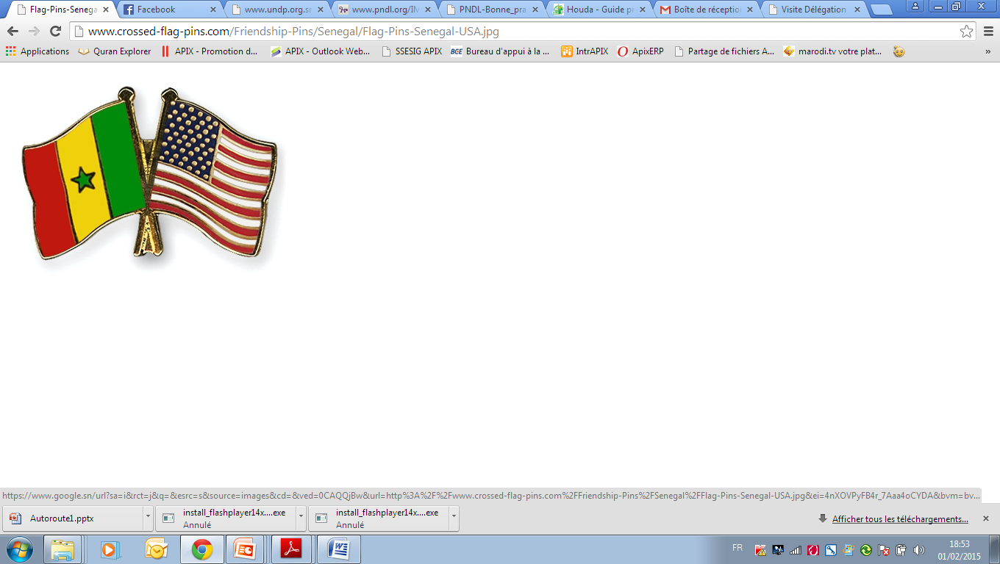 Flag-Pins-Senega
Facebook
www.undp.org.sn
www.pndl.org/IM
PNDL-Bonne_pra
Houda - Guide pr
Boîte de réception
Visite Délégation
www.crossed-flag-pins.com/Friendship-Pins/Senegal/Flag-Pins-Senegal-USA.jpg
Applications
Quran Explorer
APIX - Promotion d...
APIX - Outlook Web...
SSESIG APIX
BCE Bureau d'appui à la ...
IntrAPIX
ApixERP
Partage de fichiers A...
marodi.tv votre plat...
»
https://www.google.sn/url?sa=i&rct=j&q=&esrc=s&source=images&cd=&ved=0CAQQjBw&url=http%3A%2F%2Fwww.crossed-flag-pins.com%2FFriendship-Pins%2FSenegal%2FFlag-Pins-Senegal-USA.jpg&ei=4nXOVPyFB4r_7Aaa4oCYDA&bvm=bv...
Autoroute1.pptx
install_flashplayer14x....exe
Annulé
install_flashplayer14x....exe
Annulé
Afficher tous les téléchargements...
FR
18:53
01/02/2015